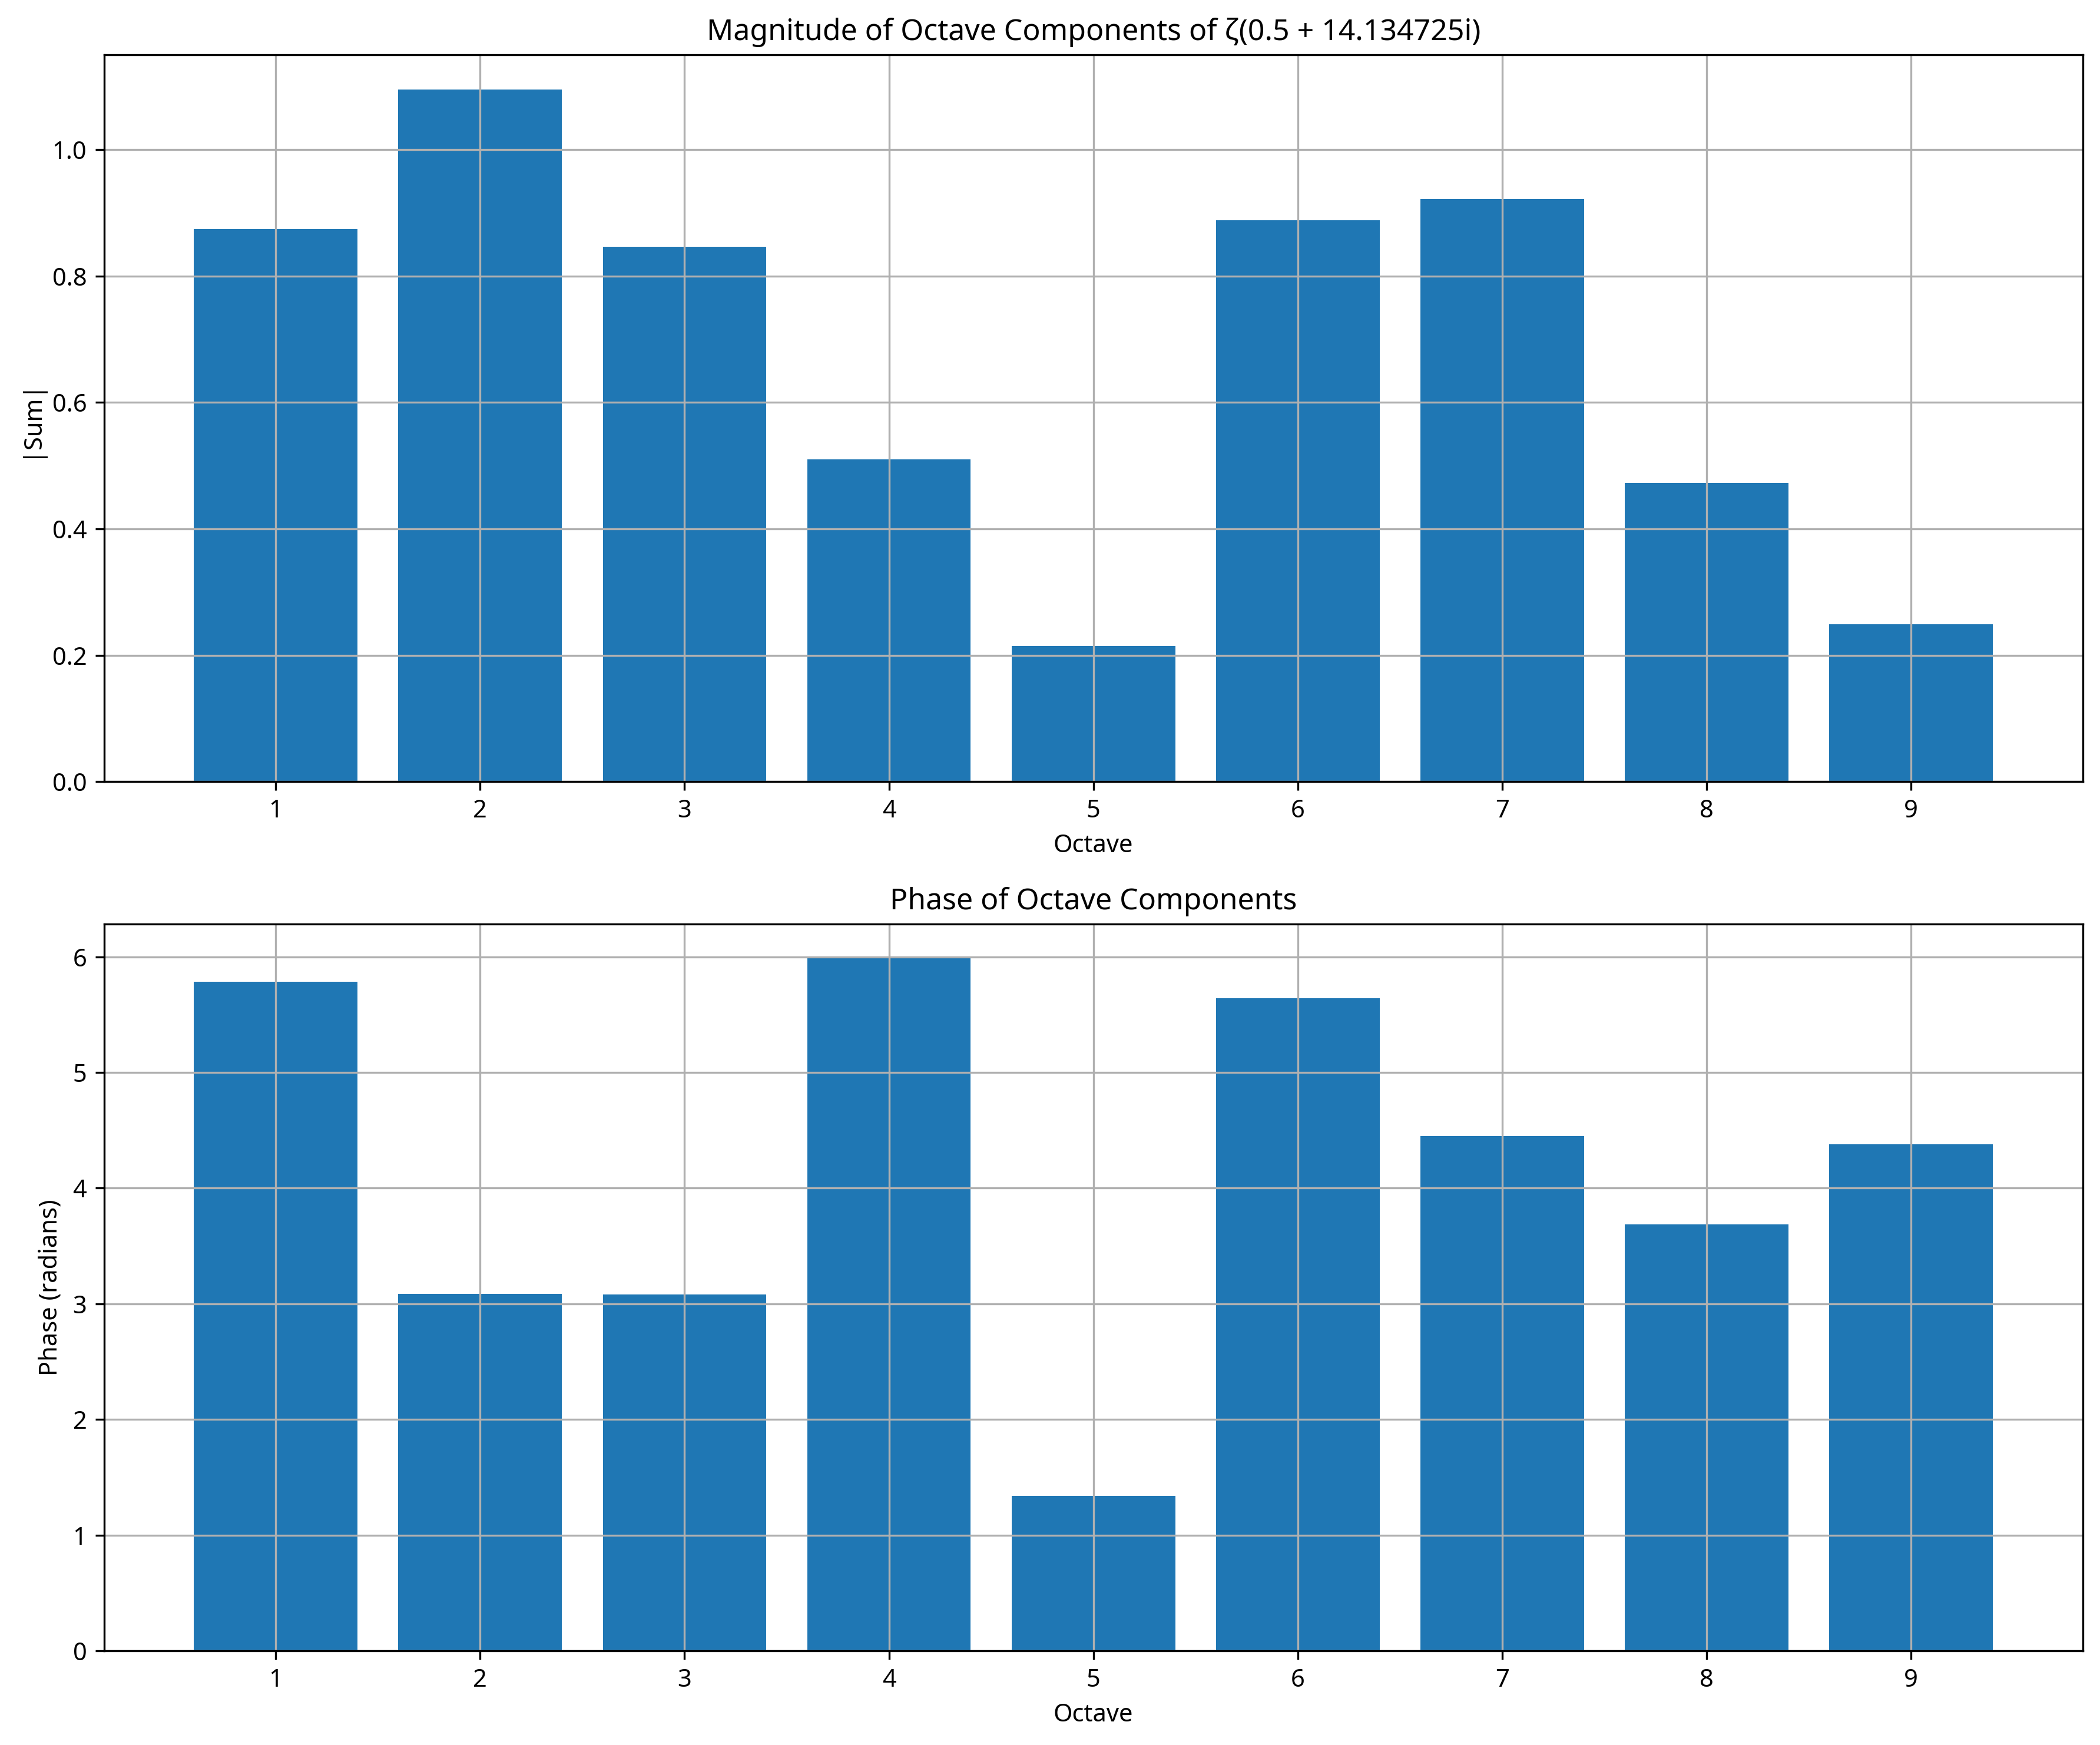 Magnitude of Octave Components of ζ(0.5 + 14.134725i)
|Sum|
1.0
0.8
0.6
0.4
0.2
0.0
1 2 3 4 5 6 7 8 9
Octave
Phase of Octave Components
Phase (radians)
6
5
4
3
2
1
0
1 2 3 4 5 6 7 8 9
Octave